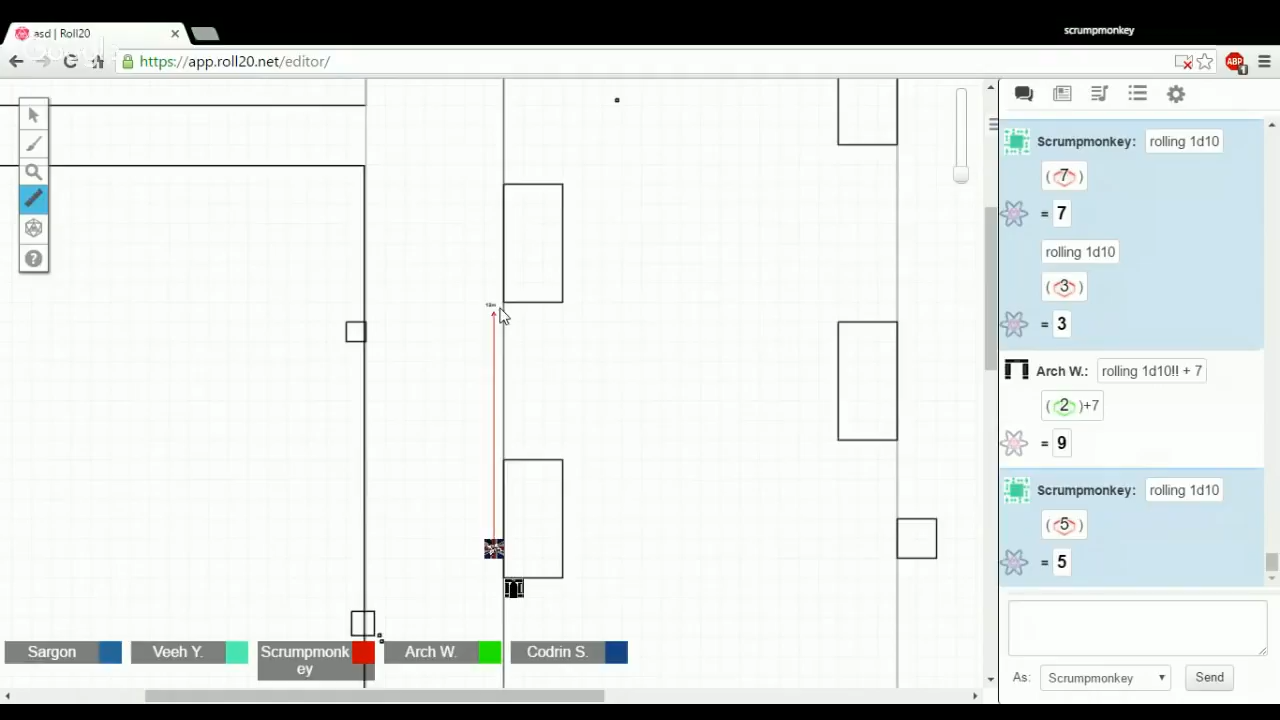 scrumpmonkey
asd | Roll20
https://app.roll20.net/editor/
ABP
1
Scrumpmonkey: rolling 1d10
(7)
= 7
rolling 1d10
(3)
= 3
Arch W.: rolling 1d10!! + 7
(2)+7
= 9
Scrumpmonkey: rolling 1d10
(5)
= 5
Sargon
Veeh Y.
Scrumpmonk
ey
Arch W.
Codrin S.
As: Scrumpmonkey
Send